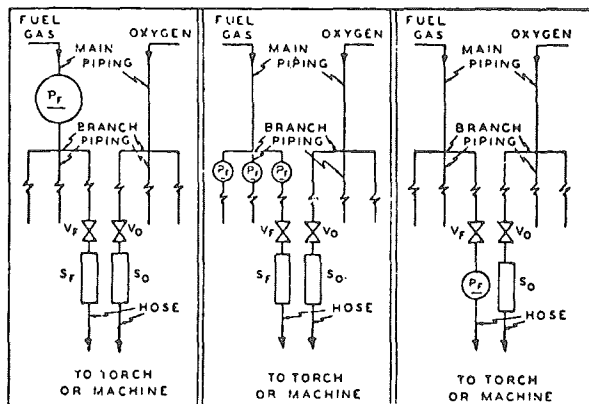 FUEL
GAS
OXYGEN
MAIN
PIPING
PF
BRANCH
PIPING
VF
VO
SF
SO
HOSE
TO TORCH
OR MACHINE
FUEL
GAS
OXYGEN
MAIN
PIPING
BRANCH
PIPING
Pf
Pf
Pf
VF
VO
SF
SO.
HOSE
TO TORCH
OR MACHINE
FUEL
GAS
OXYGEN
MAIN
PIPING
BRANCH
PIPING
VF
VO
PF
SO
HOSE
TO TORCH
OR MACHINE